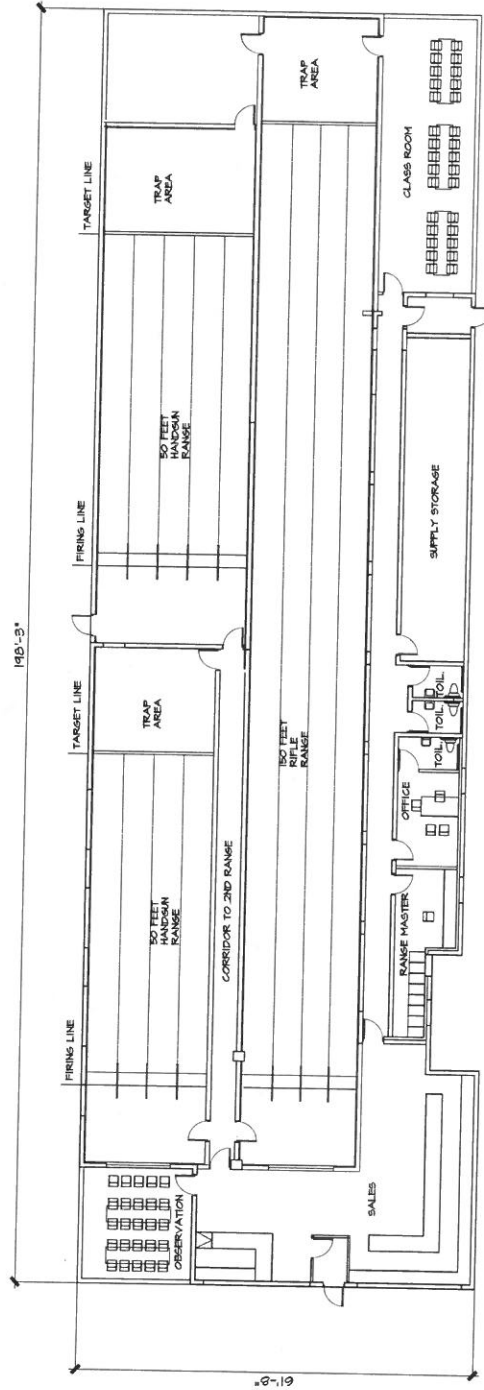 198'-3"
FIRING LINE
TARGET LINE
FIRING LINE
TARGET LINE
50 FEET
HANDGUN
RANGE
TRAP
AREA
50 FEET
HANDGUN
RANGE
TRAP
AREA
OBSERVATION
CORRIDOR TO 2ND RANGE
150 FEET
RIFLE
RANGE
TRAP
AREA
SALES
RANGE MASTER
OFFICE
TOIL.
TOIL.
TOIL.
SUPPLY STORAGE
CLASS ROOM
61'-8"